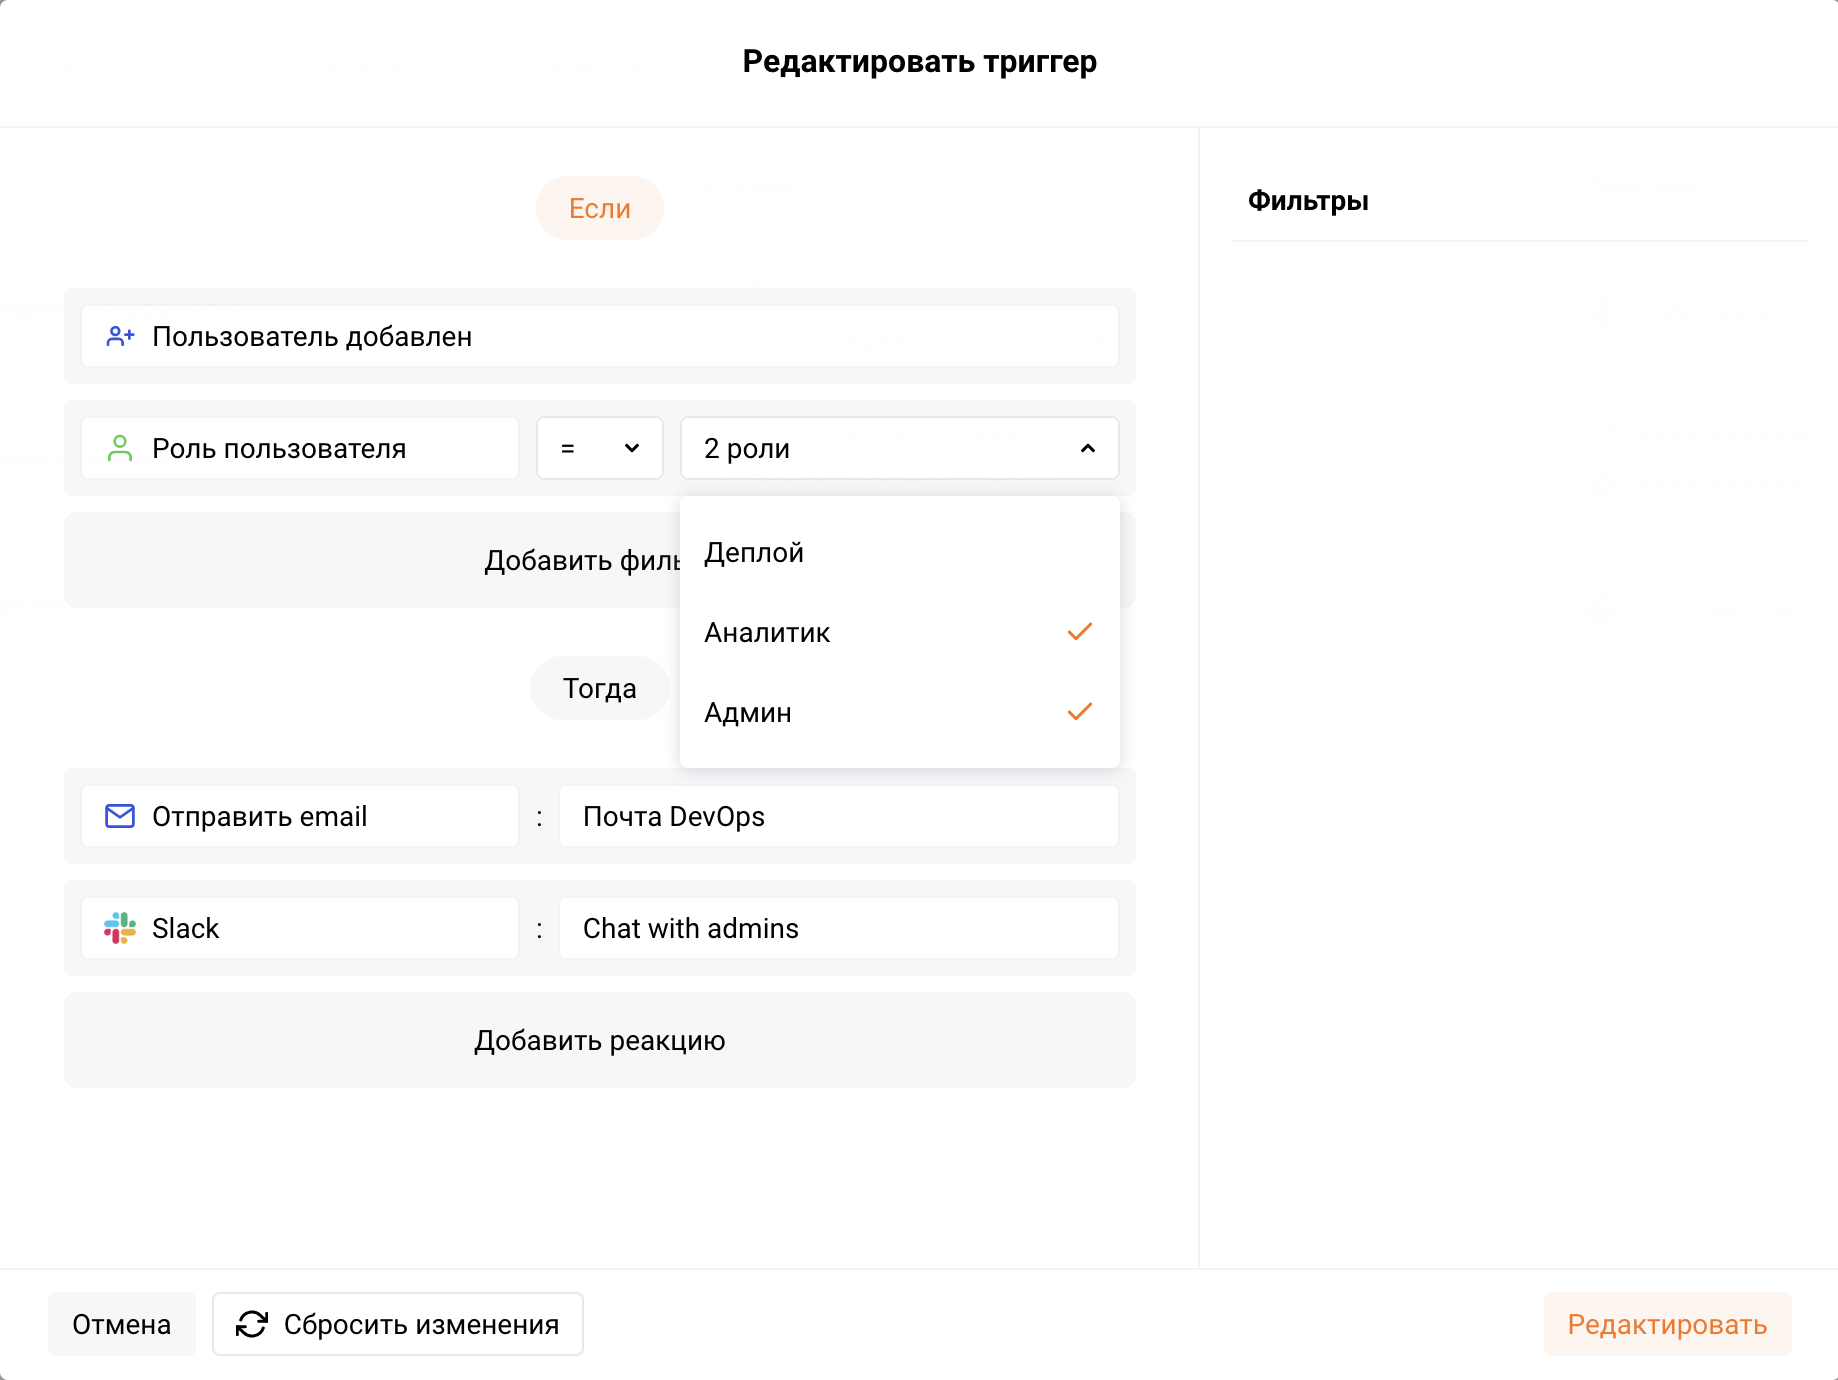 Редактировать триггер
Если
Фильтры
Пользователь добавлен
Роль пользователя = 2 роли
Добавить филь
Деплой
Аналитик
Админ
Тогда
Отправить email : Почта DevOps
Slack : Chat with admins
Добавить реакцию
Отмена
Сбросить изменения
Редактировать